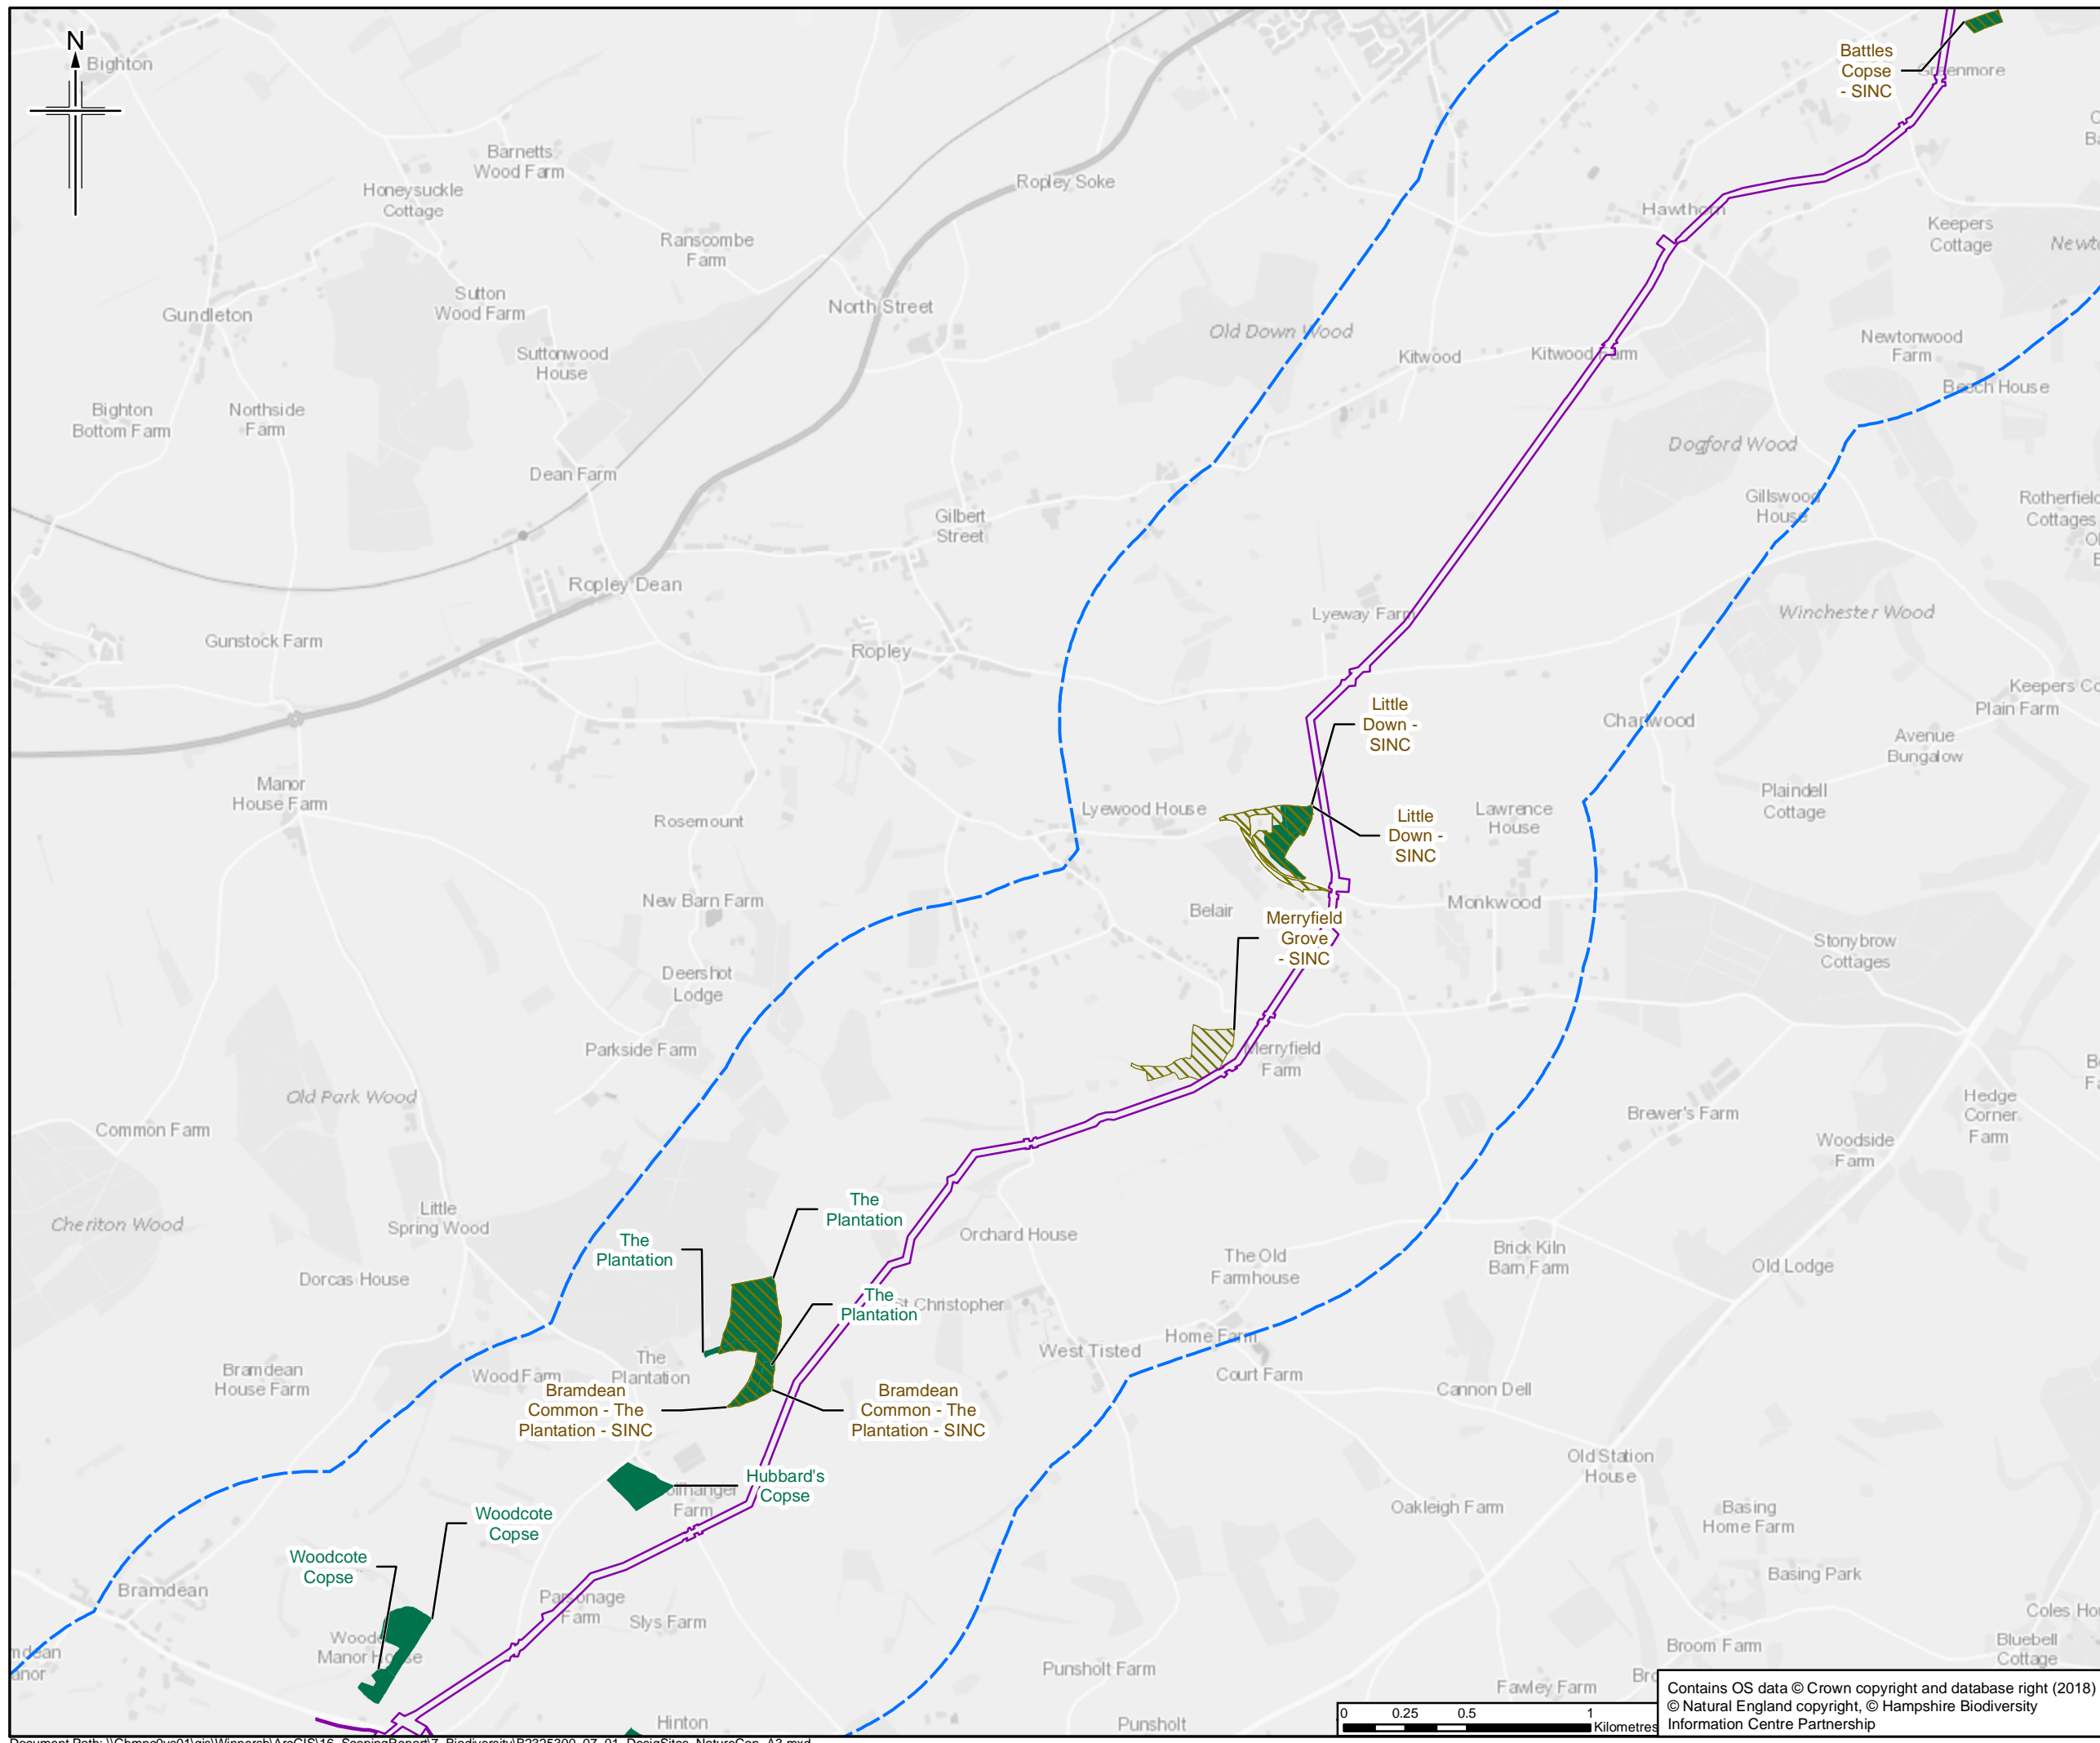 N
Bighton
Battles
Copse
- SINC
Greenmore
Barnetts
Wood Farm
Honeysuckle
Cottage
Ropley Soke
Hawthorn
Keepers
Cottage
Ranscombe
Farm
Sutton
Wood Farm
North Street
Gundleton
Old Down Wood
Kitwood
Kitwood Farm
Newtonwood
Farm
Suttonwood
House
Beech House
Bighton
Bottom Farm
Northside
Farm
Dogford Wood
Dean Farm
Gilbert
Street
Gillswood
House
Rotherfield
Cottages
Ropley Dean
Lyeway Farm
Winchester Wood
Gunstock Farm
Ropley
Keepers
Plain Farm
Little
Down -
SINC
Charlwood
Avenue
Bungalow
Manor
House Farm
Rosemount
Lyewood House
Little
Down -
SINC
Lawrence
House
Plaindell
Cottage
New Barn Farm
Belair
Merryfield
Grove
- SINC
Monkwood
Stonybrow
Cottages
Deershot
Lodge
Parkside Farm
Merryfield
Farm
Old Park Wood
Common Farm
Brewer's Farm
Hedge
Corner
Farm
Woodside
Farm
Cheriton Wood
Little
Spring Wood
The
Plantation
The
Plantation
Orchard House
The Old
Farmhouse
Brick Kiln
Barn Farm
Old Lodge
Dorcas House
The
Plantation
St Christopher
Home Farm
West Tisted
Court Farm
Cannon Dell
Bramdean
House Farm
Wood Farm
The
Plantation
Bramdean
Common - The
Plantation - SINC
Bramdean
Common - The
Plantation - SINC
Old Station
House
Hubbard's
Copse
Farm
Oakleigh Farm
Basing
Home Farm
Woodcote
Copse
Woodcote
Copse
Bramdean
Parsonage
Farm
Slys Farm
Basing Park
Manor House
Punsholt Farm
Broom Farm
Bluebell
Cottage
Fawley Farm
Hinton
Punsholt
0 0.25 0.5 1
Kilometres
Contains OS data © Crown copyright and database right (2018)
© Natural England copyright, © Hampshire Biodiversity
Information Centre Partnership